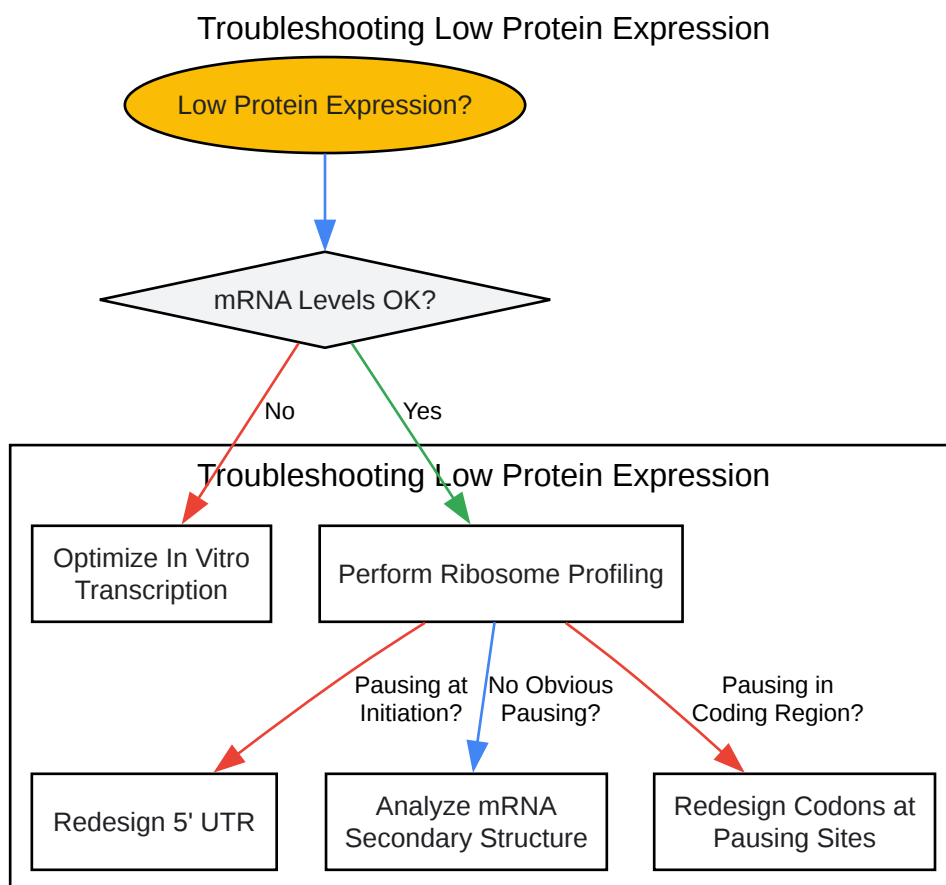 Troubleshooting Low Protein Expression
Low Protein Expression?
mRNA Levels OK?
No
Yes
Troubleshooting Low Protein Expression
Optimize In Vitro
Transcription
Perform Ribosome Profiling
Pausing at
Initiation?
No Obvious
Pausing?
Pausing in
Coding Region?
Redesign 5' UTR
Analyze mRNA
Secondary Structure
Redesign Codons at
Pausing Sites